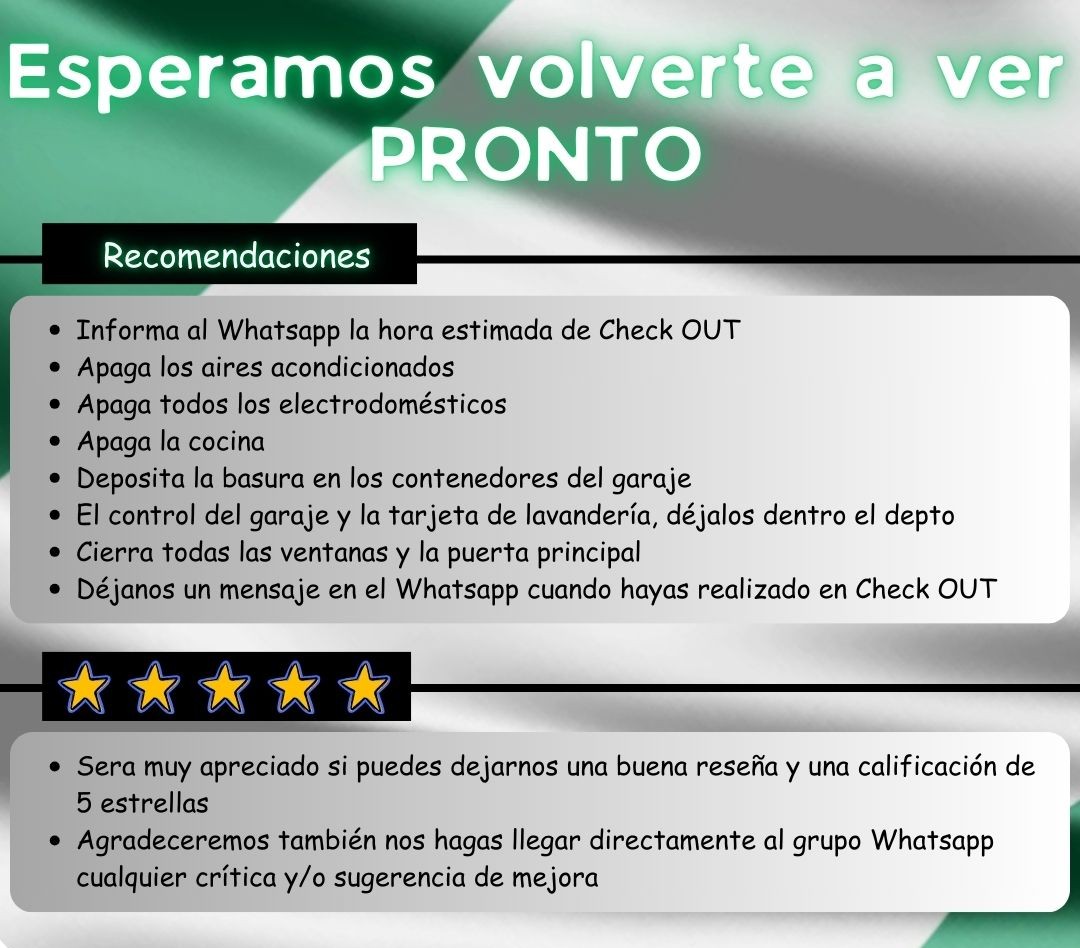 Esperamos volverte a ver
PRONTO
Recomendaciones
• Informa al Whatsapp la hora estimada de Check OUT
• Apaga los aires acondicionados
• Apaga todos los electrodomésticos
• Apaga la cocina
• Deposita la basura en los contenedores del garaje
• El control del garaje y la tarjeta de lavandería, déjalos dentro el depto
• Cierra todas las ventanas y la puerta principal
• Déjanos un mensaje en el Whatsapp cuando hayas realizado en Check OUT
• Sera muy apreciado si puedes dejarnos una buena reseña y una calificación de
5 estrellas
• Agradeceremos también nos hagas llegar directamente al grupo Whatsapp
cualquier crítica y/o sugerencia de mejora